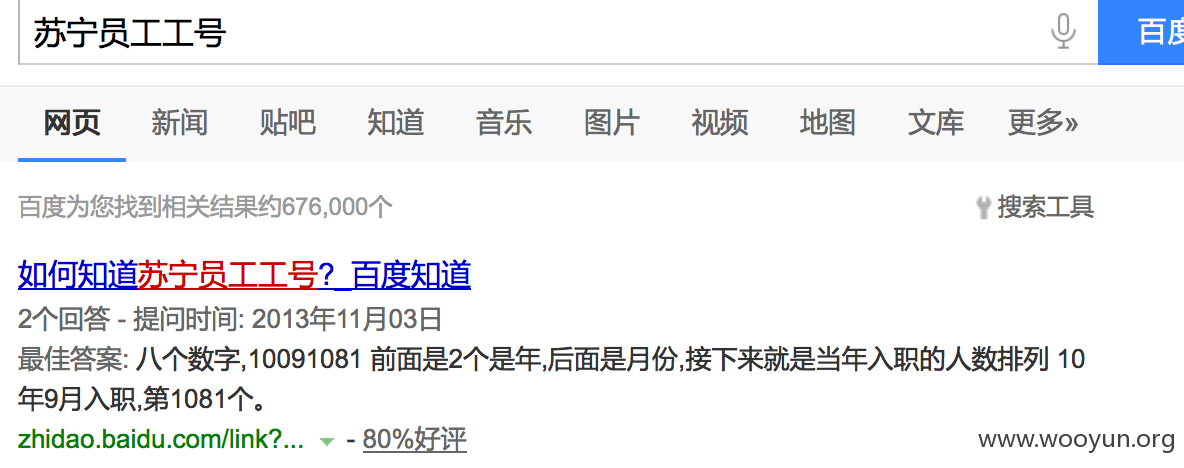 苏宁员工工号
百度
网页 新闻 贴吧 知道 音乐 图片 视频 地图 文库 更多»
百度为您找到相关结果约676,000个
搜索工具
如何知道苏宁员工工号?_百度知道
2个回答 - 提问时间: 2013年11月03日
最佳答案: 八个数字,10091081 前面是2个是年,后面是月份,接下来就是当年入职的人数排列 10
年9月入职,第1081个。
zhidao.baidu.com/link?... - 80%好评
www.wooyun.org